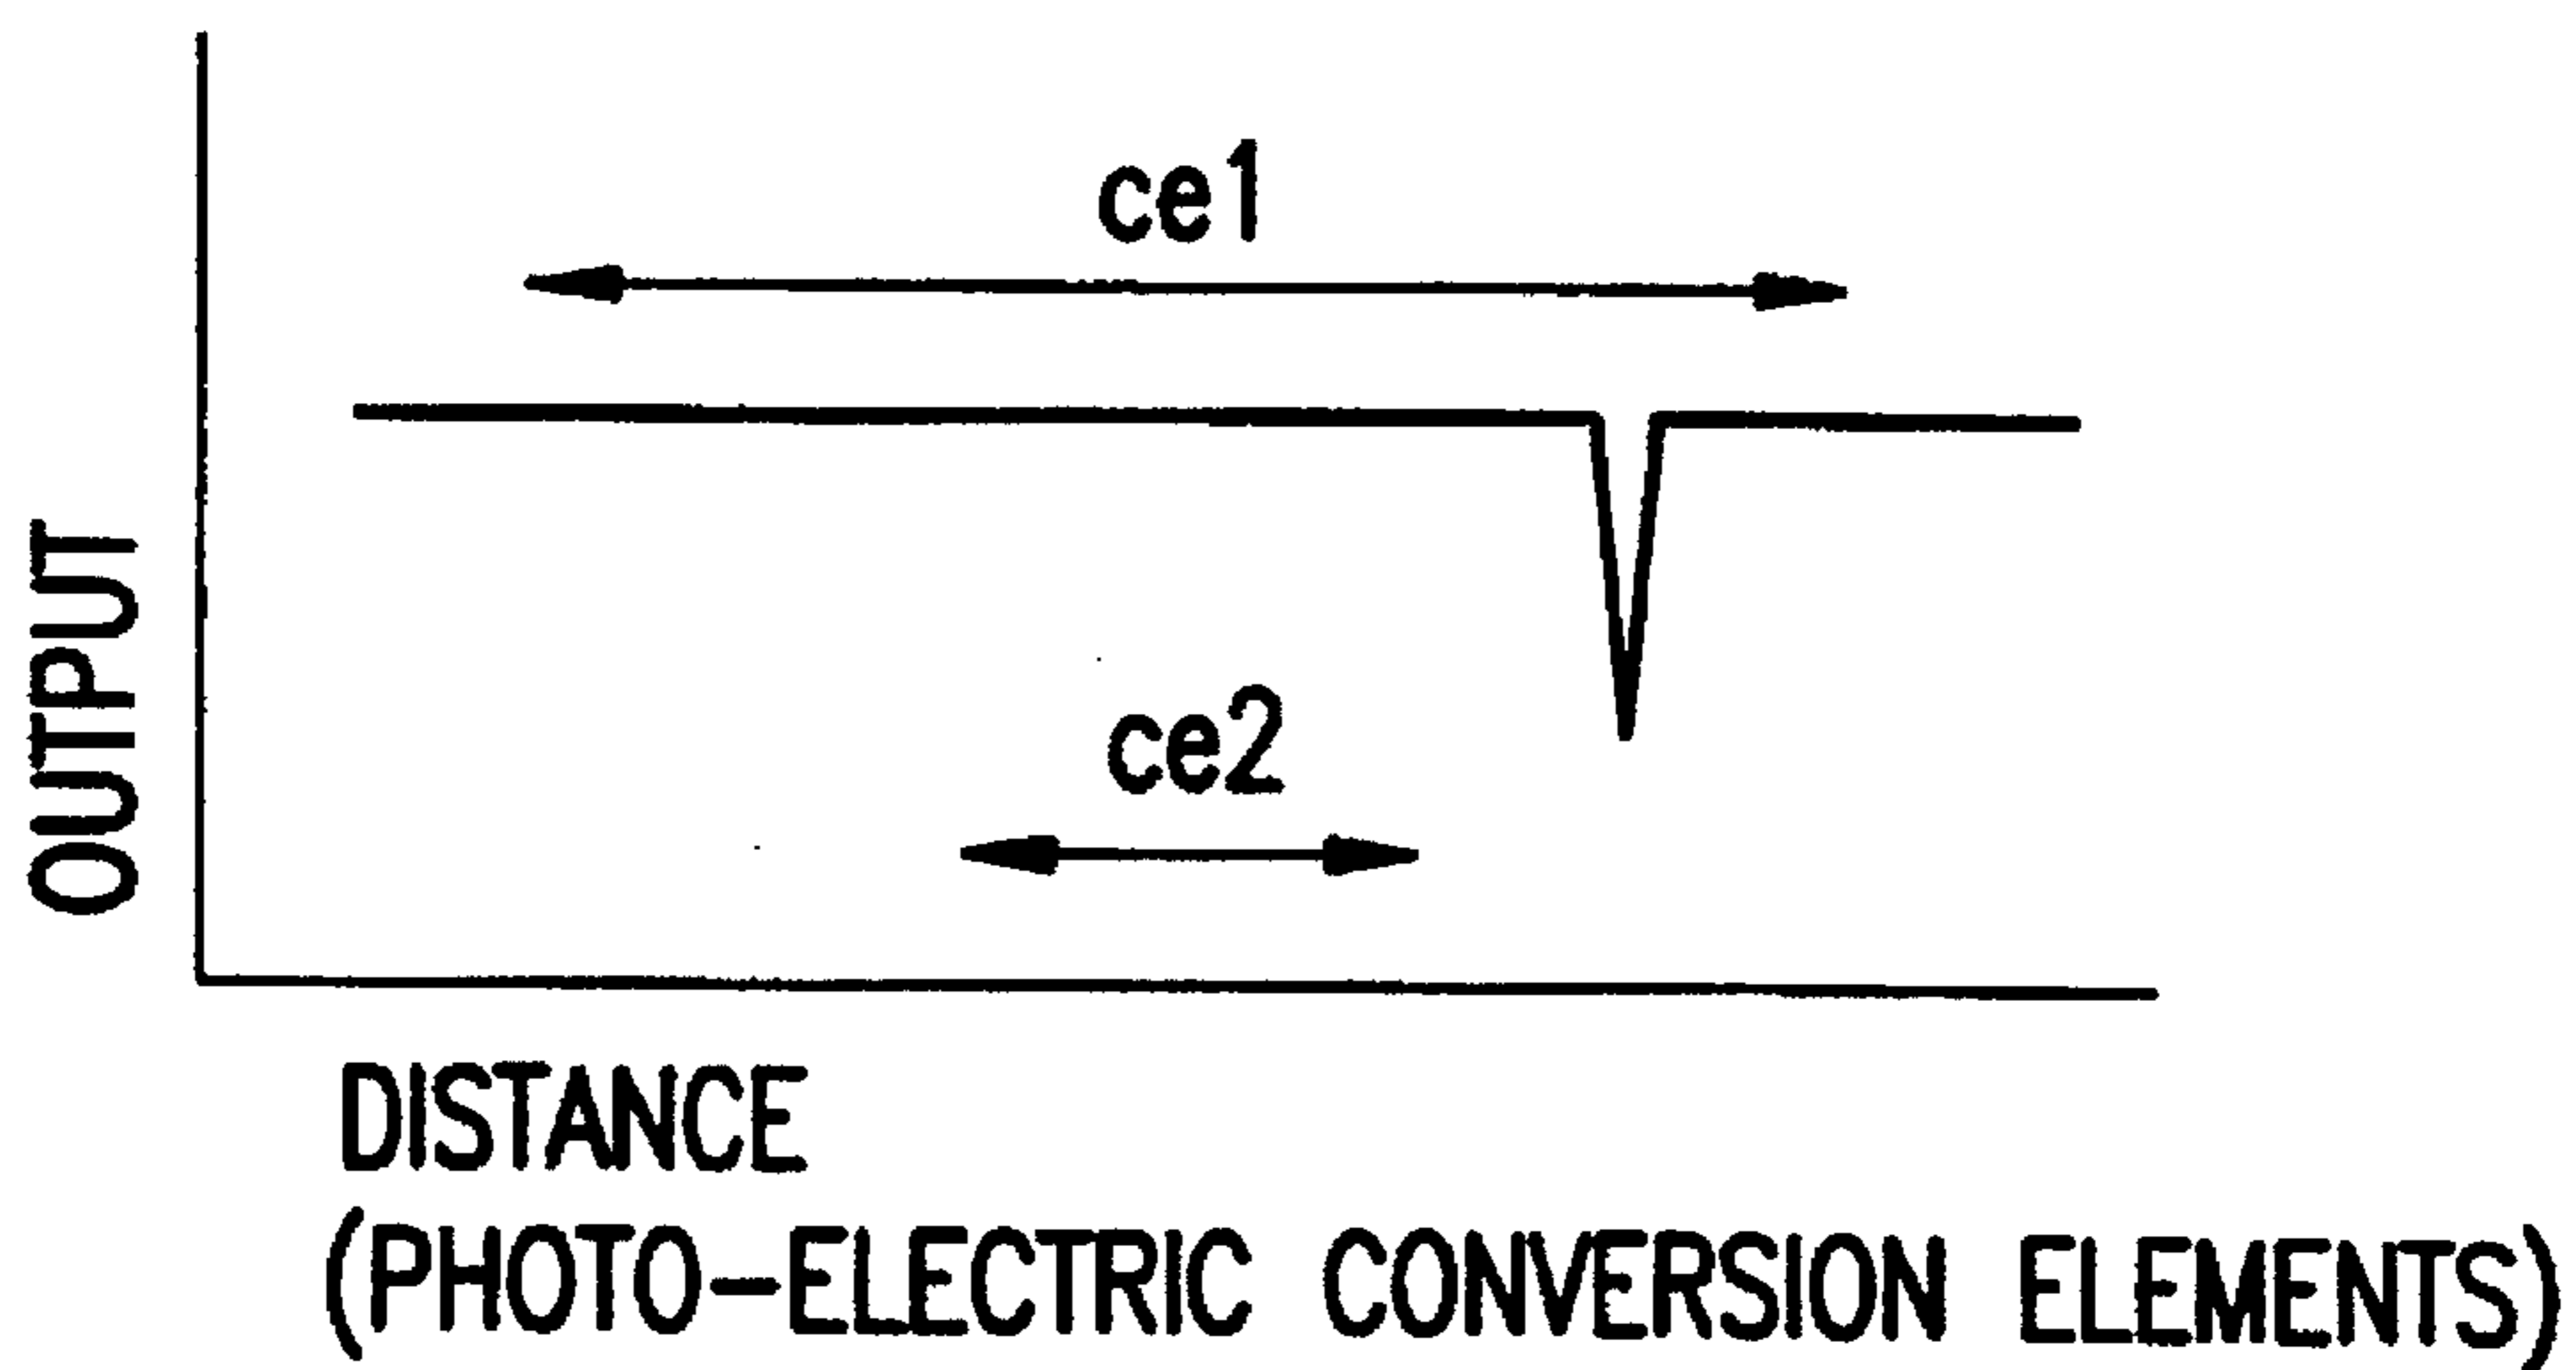 ce1
OUTPUT
ce2
DISTANCE
(PHOTO-ELECTRIC CONVERSION ELEMENTS)